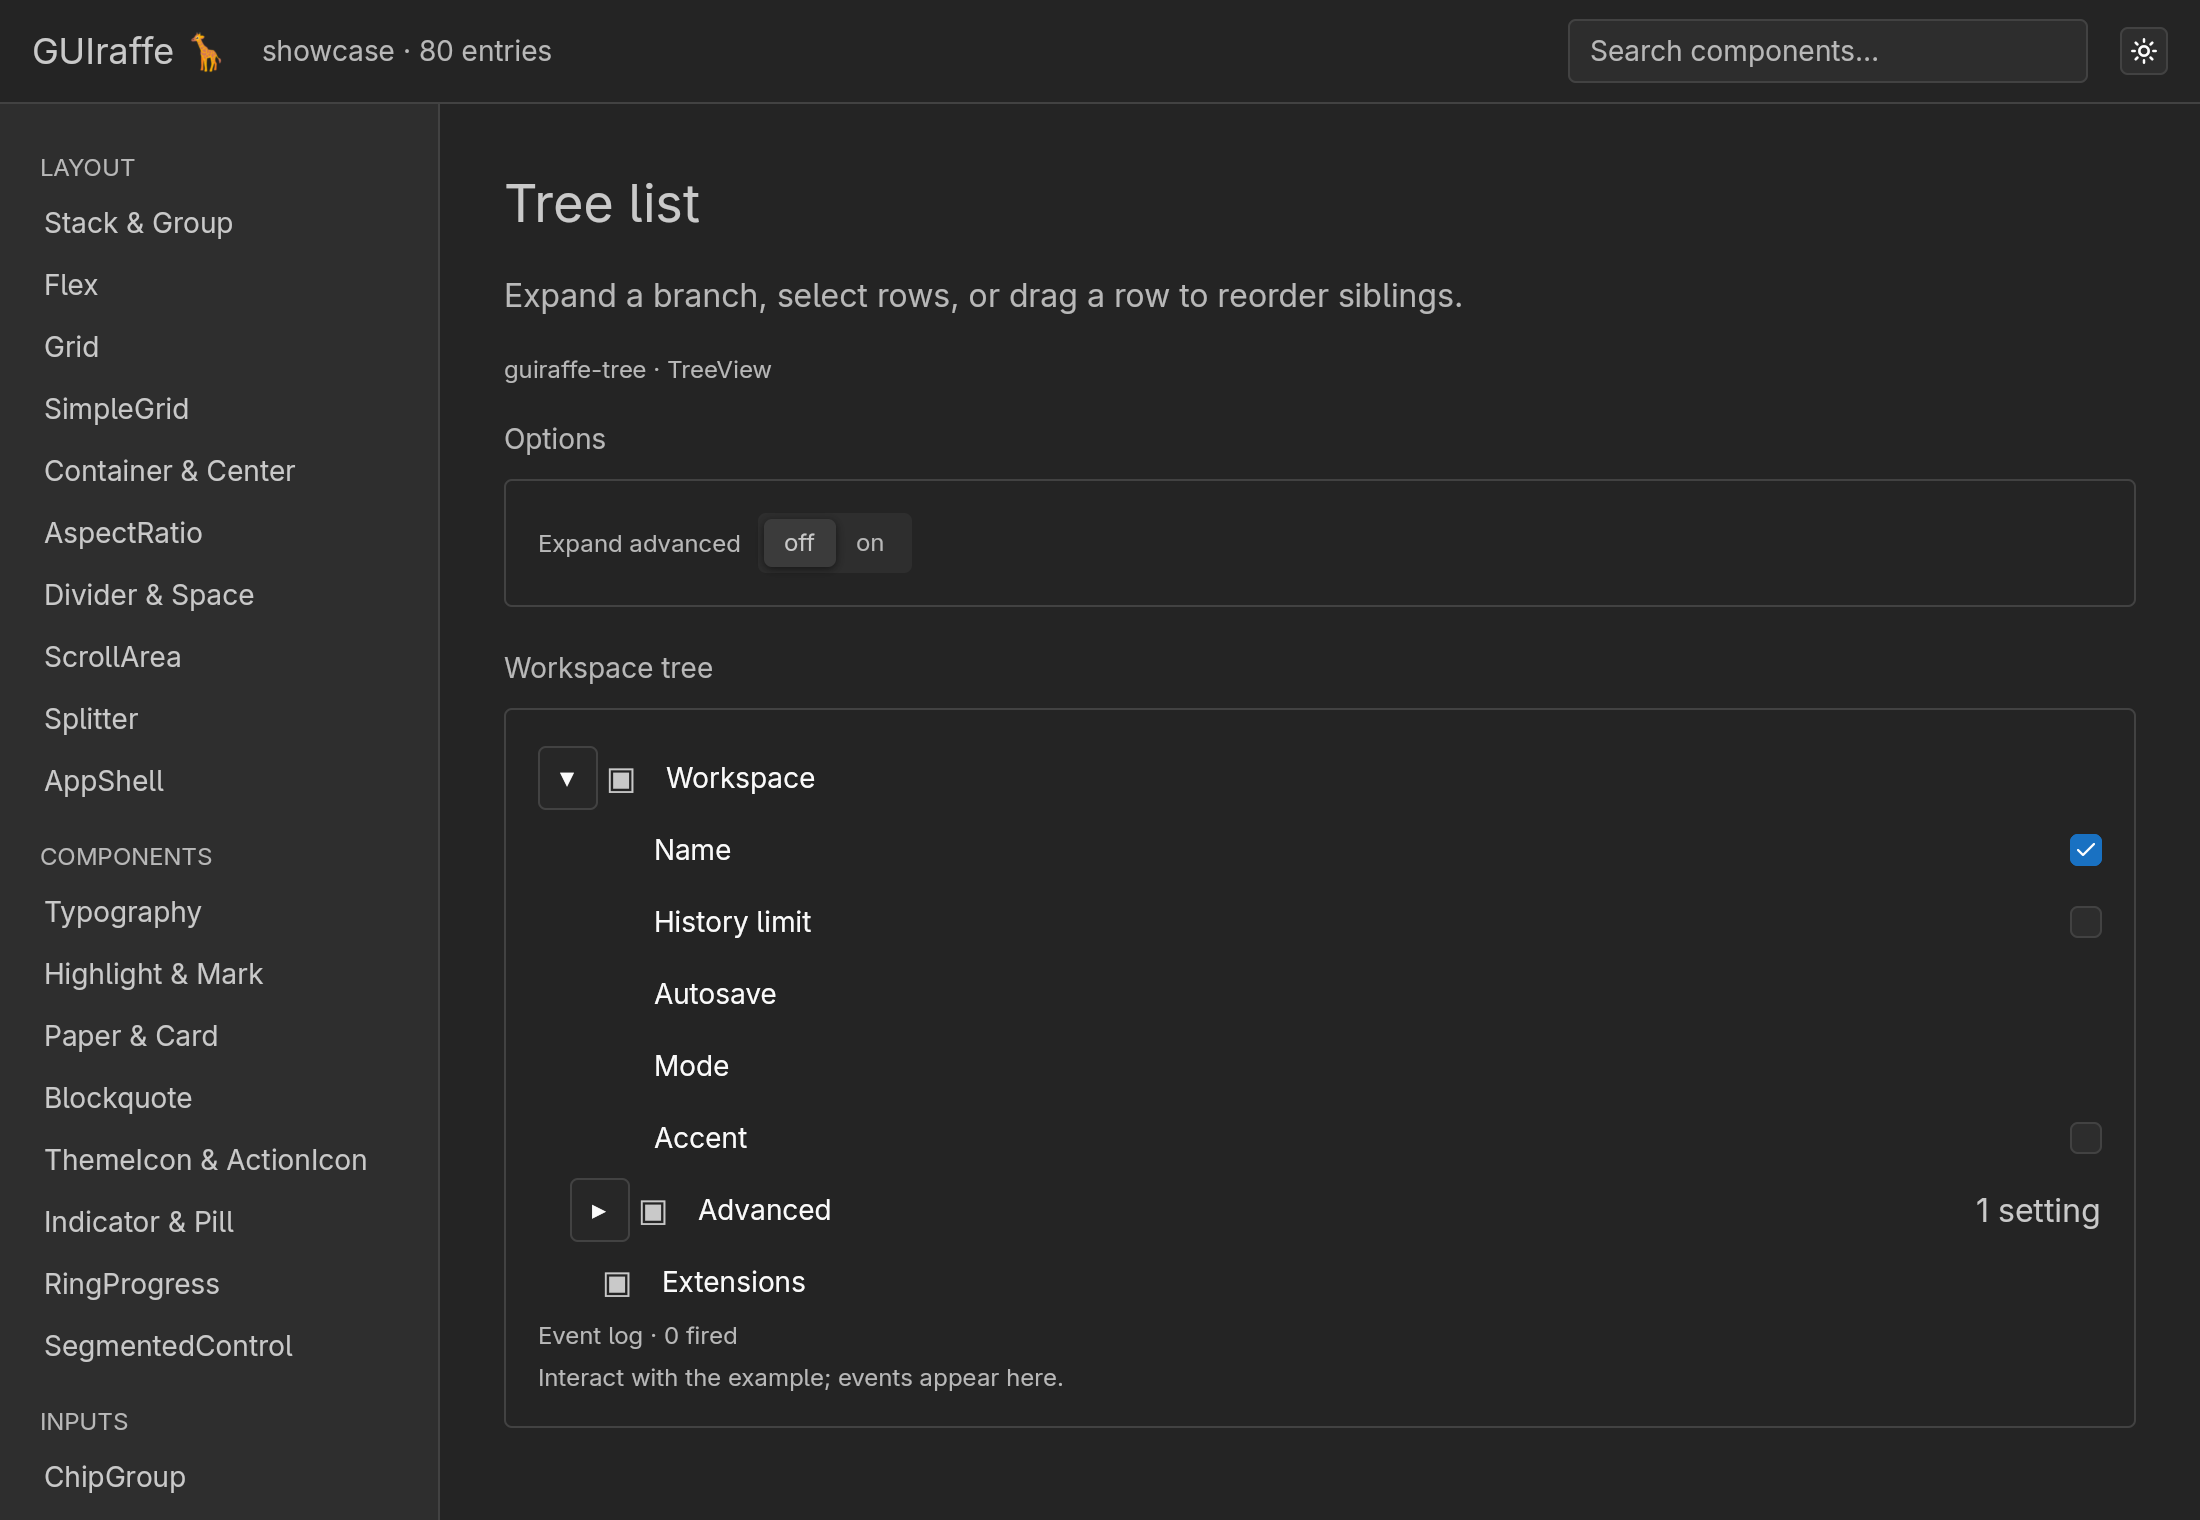 GUIraffe 🦒 showcase · 80 entries
Search components...
LAYOUT
Stack & Group
Flex
Grid
SimpleGrid
Container & Center
AspectRatio
Divider & Space
ScrollArea
Splitter
AppShell
COMPONENTS
Typography
Highlight & Mark
Paper & Card
Blockquote
ThemeIcon & ActionIcon
Indicator & Pill
RingProgress
SegmentedControl
INPUTS
ChipGroup
Tree list
Expand a branch, select rows, or drag a row to reorder siblings.
guiraffe-tree · TreeView
Options
Expand advanced off on
Workspace tree
▼ ▣ Workspace
Name
History limit
Autosave
Mode
Accent
▶ ▣ Advanced 1 setting
▣ Extensions
Event log · 0 fired
Interact with the example; events appear here.